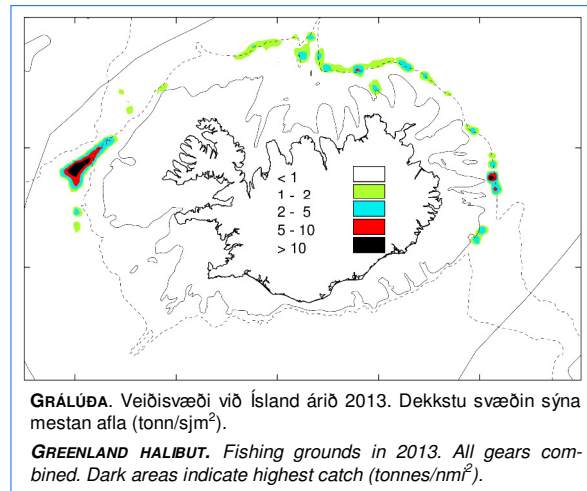 < 1
1 - 2
2 - 5
5 - 10
> 10
GRÁLÚÐA. Veiðisvæði við Ísland árið 2013. Dekkstu svæðin sýna
mestan afla (tonn/sjm²).
GREENLAND HALIBUT. Fishing grounds in 2013. All gears com-
bined. Dark areas indicate highest catch (tonnes/nmi²).